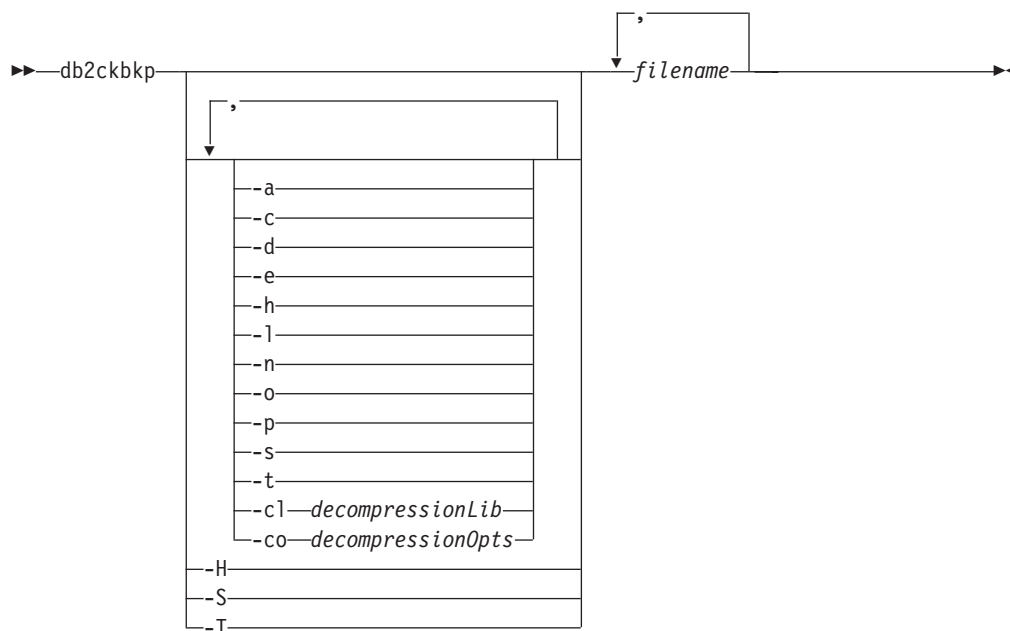 ,
db2ckbkp filename
,
-a
-c
-d
-e
-h
-l
-n
-o
-p
-s
-t
-cl decompressionLib
-co decompressionOpts
-H
-S
-T